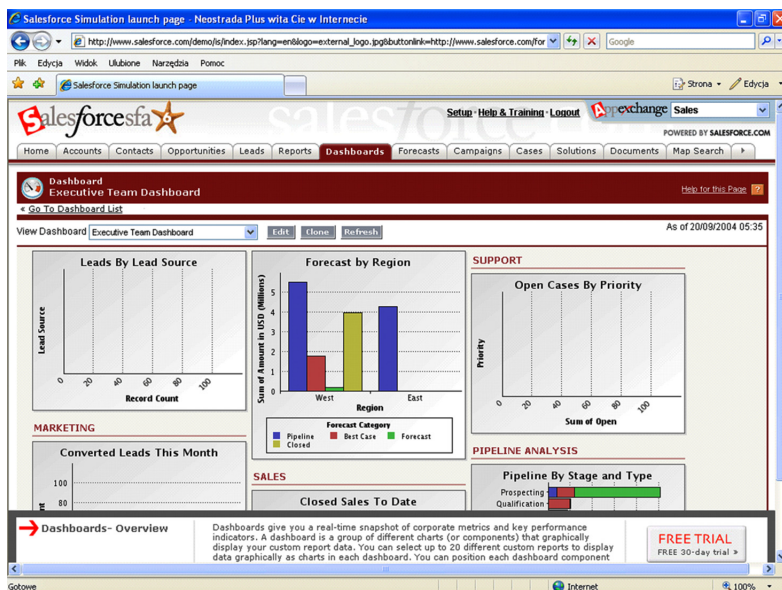 Salesforce Simulation launch page - Neostrada Plus wita Cie w Internecie
http://www.salesforce.com/demo/is/index.jsp?lang=en&logo=external_logo.jpg&buttonlink=http://www.salesforce.com/for
Google
Plik Edycja Widok Ulubione Narzędzia Pomoc
Salesforce Simulation launch page
Strona
Edycja
Salesforcesfa 6
salesforce
Setup · Help & Training · Logout
Appexchange
Sales
POWERED BY SALESFORCE.COM
Home Accounts Contacts Opportunities Leads Reports Dashboards Forecasts Campaigns Cases Solutions Documents Map Search
Dashboard
Executive Team Dashboard
Help for this Page ?
« Go To Dashboard List
View Dashboard Executive Team Dashboard Edit Clone Refresh
As of 20/09/2004 05:35
Leads By Lead Source
Lead Source
0 20 40 60 80 100
Record Count
MARKETING
Converted Leads This Month
100
80
Forecast by Region
Sum of Amount in USD (Millions)
5
4
3
2
1
0
West East
Region
Forecast Category
Pipeline Best Case Forecast
Closed
SALES
Closed Sales To Date
SUPPORT
Open Cases By Priority
Priority
0 20 40 60 80 100
Sum of Open
PIPELINE ANALYSIS
Pipeline By Stage and Type
Prospecting
Qualification
Dashboards- Overview
Dashboards give you a real-time snapshot of corporate metrics and key performance
indicators. A dashboard is a group of different charts (or components) that graphically
display your custom report data. You can select up to 20 different custom reports to display
data graphically as charts in each dashboard. You can position each dashboard component
FREE TRIAL
FREE 30-day trial »
Gotowe
Internet
100%